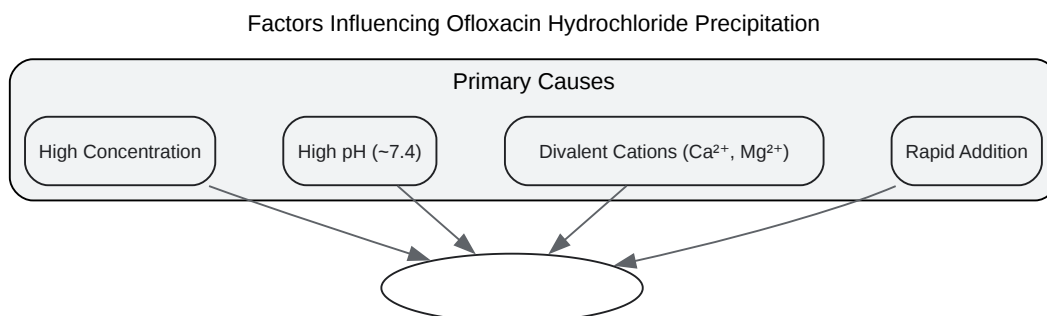 Factors Influencing Ofloxacin Hydrochloride Precipitation
Primary Causes
High Concentration
High pH (~7.4)
Divalent Cations (Ca²⁺, Mg²⁺)
Rapid Addition